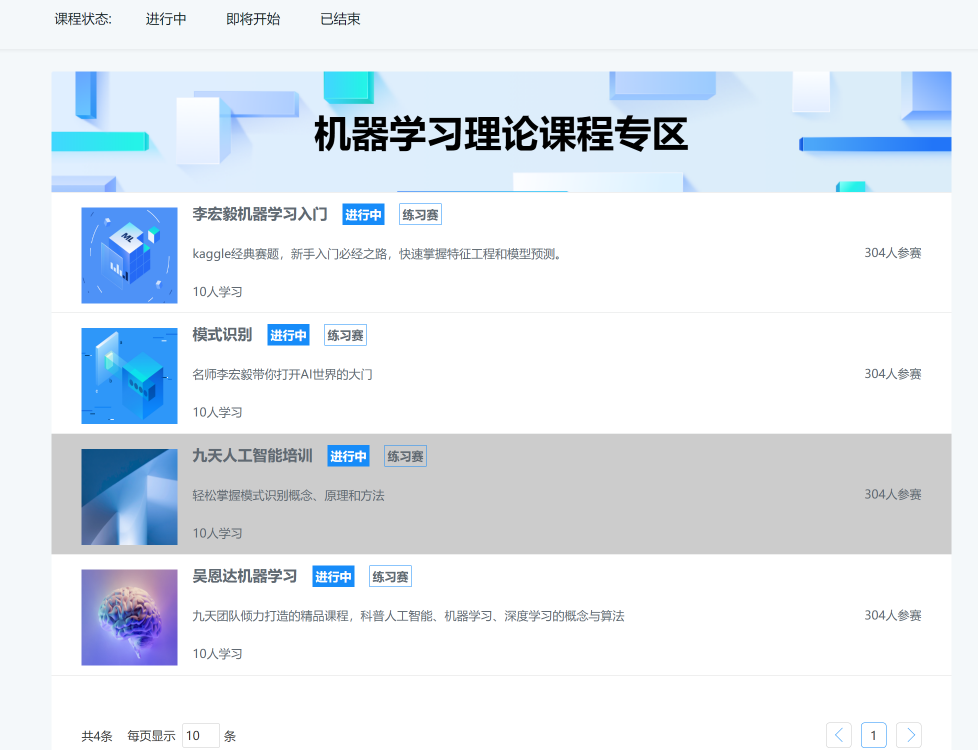 课程状态: 进行中 即将开始 已结束
机器学习理论课程专区
李宏毅机器学习入门 进行中 练习赛
kaggle经典赛题，新手入门必经之路，快速掌握特征工程和模型预测。 304人参赛
10人学习
模式识别 进行中 练习赛
名师李宏毅带你打开AI世界的大门 304人参赛
10人学习
九天人工智能培训 进行中 练习赛
轻松掌握模式识别概念、原理和方法 304人参赛
10人学习
吴恩达机器学习 进行中 练习赛
九天团队倾力打造的精品课程，科普人工智能、机器学习、深度学习的概念与算法 304人参赛
10人学习
共4条 每页显示 10 条 1
ML